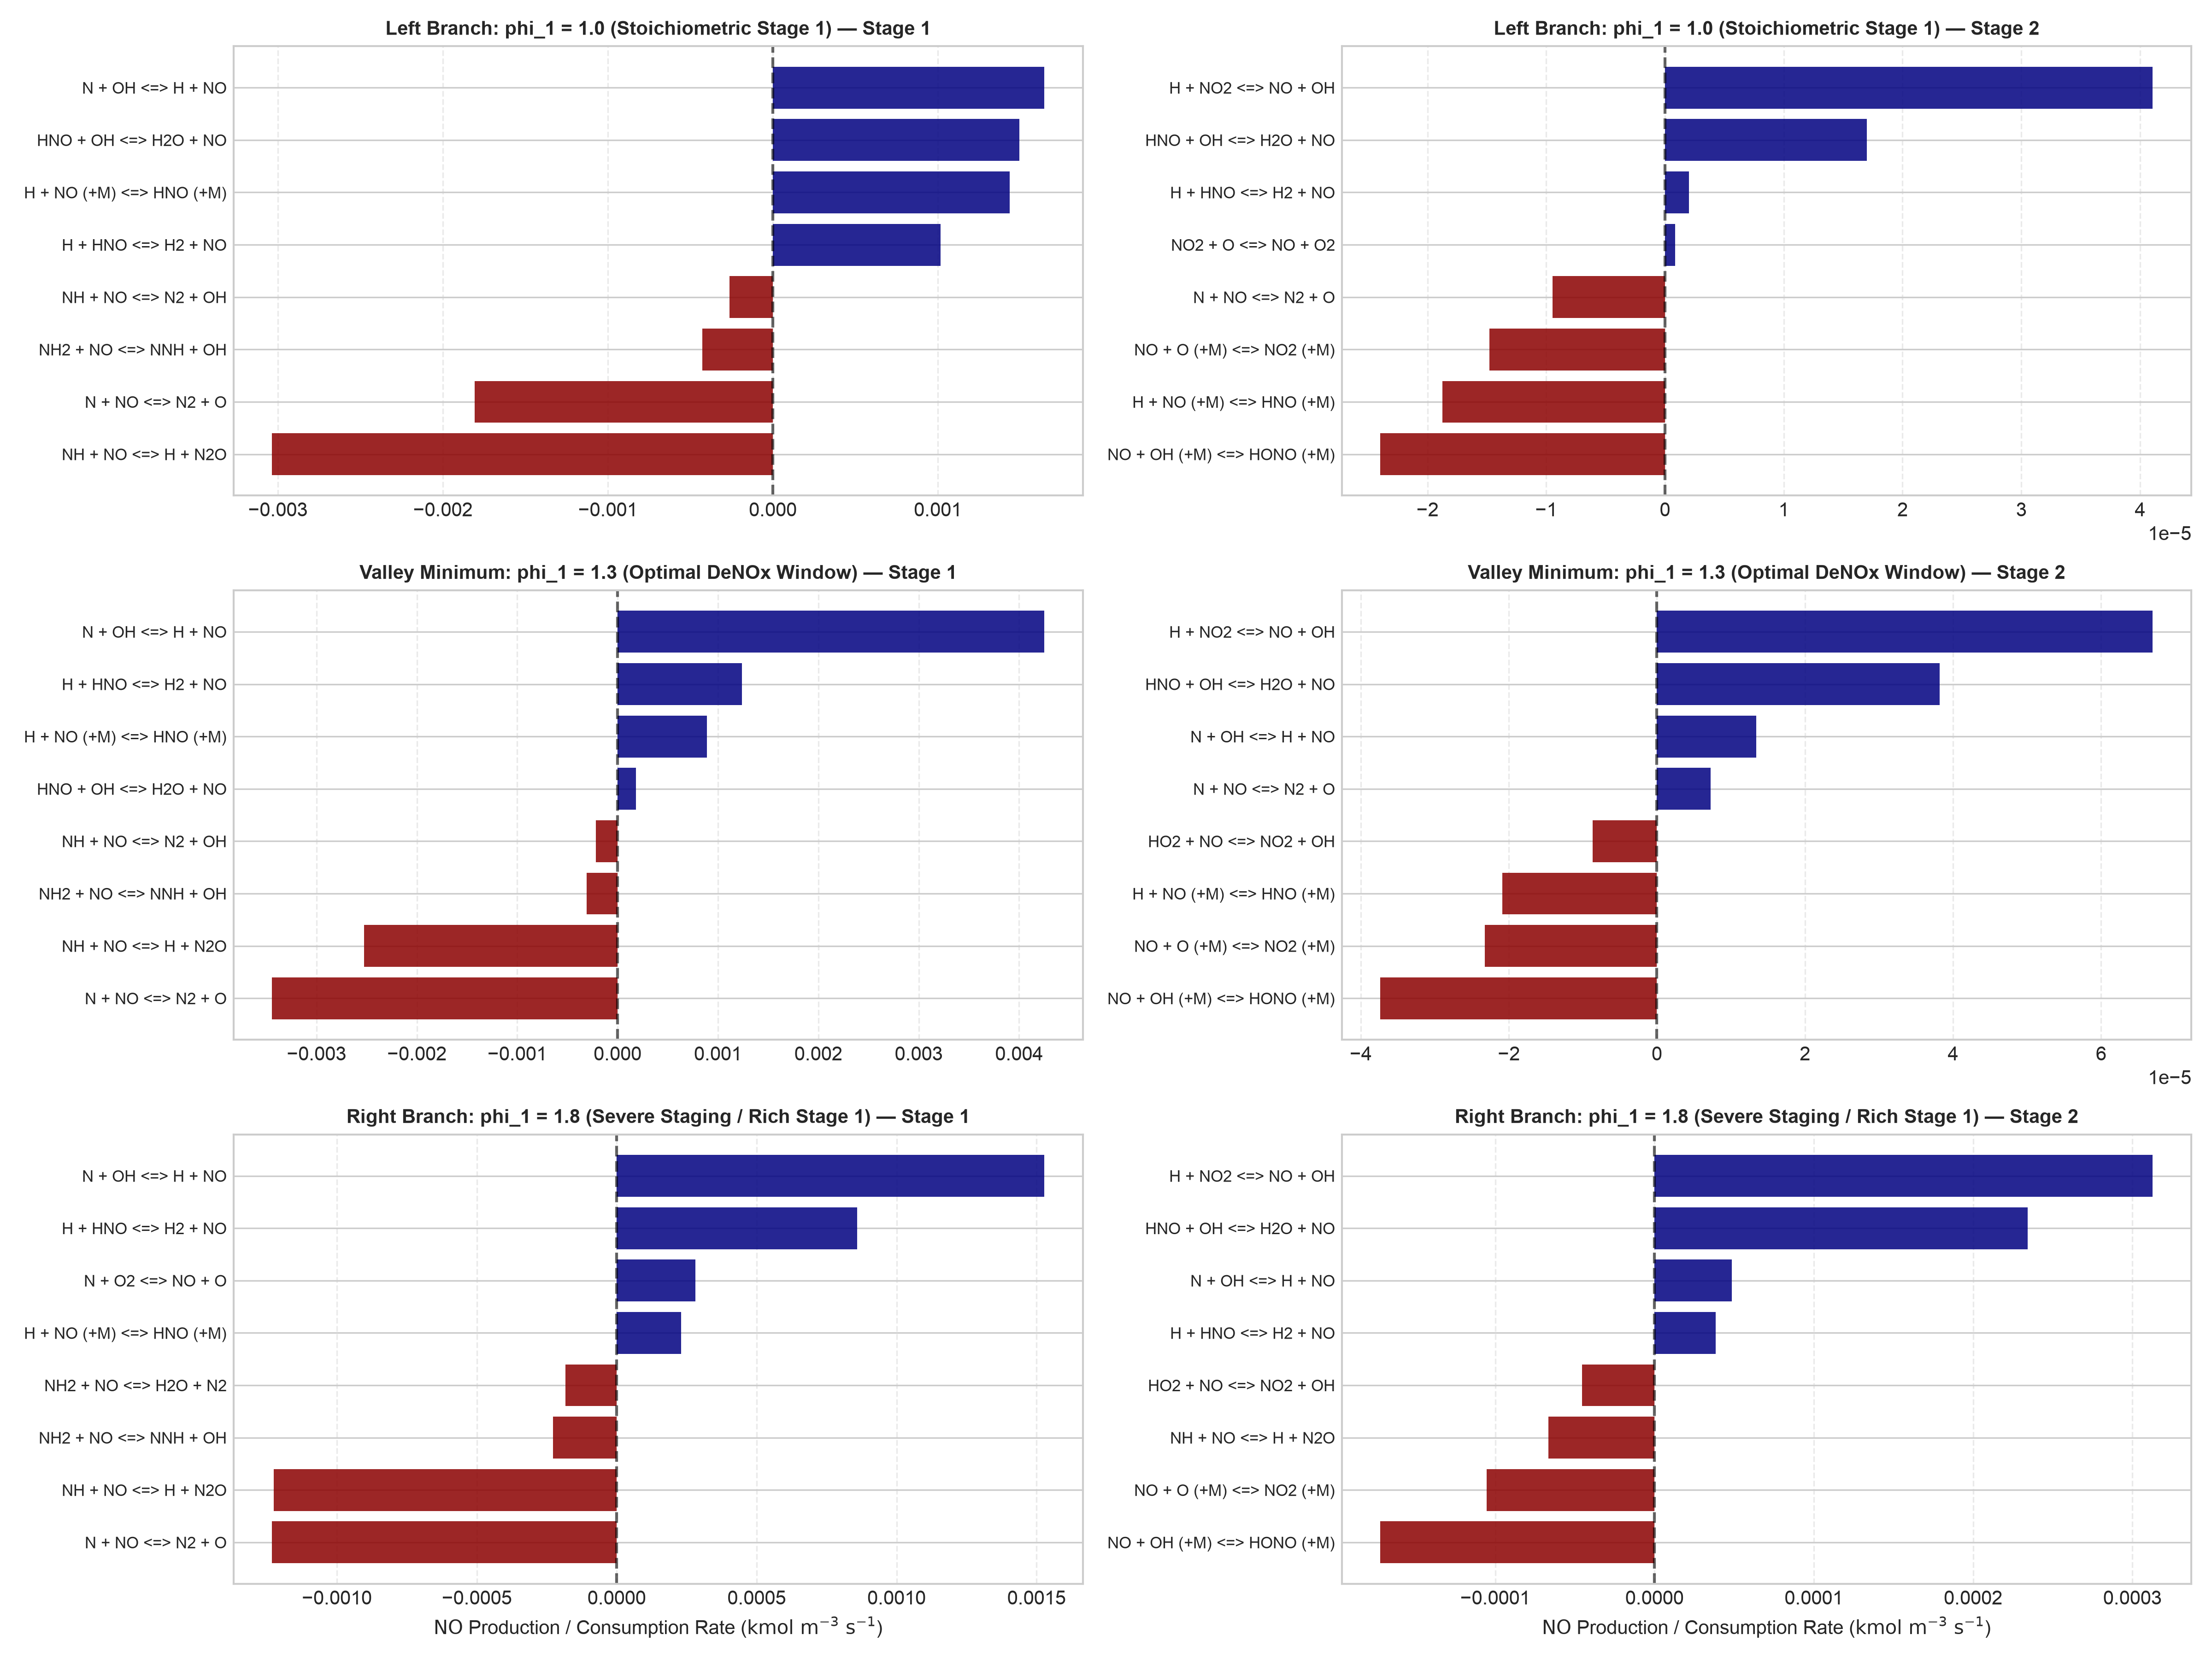 Left Branch: phi_1 = 1.0 (Stoichiometric Stage 1) — Stage 1
N + OH <=> H + NO
HNO + OH <=> H2O + NO
H + NO (+M) <=> HNO (+M)
H + HNO <=> H2 + NO
NH + NO <=> N2 + OH
NH2 + NO <=> NNH + OH
N + NO <=> N2 + O
NH + NO <=> H + N2O
−0.003 −0.002 −0.001 0.000 0.001
Left Branch: phi_1 = 1.0 (Stoichiometric Stage 1) — Stage 2
H + NO2 <=> NO + OH
HNO + OH <=> H2O + NO
H + HNO <=> H2 + NO
NO2 + O <=> NO + O2
N + NO <=> N2 + O
NO + O (+M) <=> NO2 (+M)
H + NO (+M) <=> HNO (+M)
NO + OH (+M) <=> HONO (+M)
−2 −1 0 1 2 3 4
1e−5
Valley Minimum: phi_1 = 1.3 (Optimal DeNOx Window) — Stage 1
N + OH <=> H + NO
H + HNO <=> H2 + NO
H + NO (+M) <=> HNO (+M)
HNO + OH <=> H2O + NO
NH + NO <=> N2 + OH
NH2 + NO <=> NNH + OH
NH + NO <=> H + N2O
N + NO <=> N2 + O
−0.003 −0.002 −0.001 0.000 0.001 0.002 0.003 0.004
Valley Minimum: phi_1 = 1.3 (Optimal DeNOx Window) — Stage 2
H + NO2 <=> NO + OH
HNO + OH <=> H2O + NO
N + OH <=> H + NO
N + NO <=> N2 + O
HO2 + NO <=> NO2 + OH
H + NO (+M) <=> HNO (+M)
NO + O (+M) <=> NO2 (+M)
NO + OH (+M) <=> HONO (+M)
−4 −2 0 2 4 6
1e−5
Right Branch: phi_1 = 1.8 (Severe Staging / Rich Stage 1) — Stage 1
N + OH <=> H + NO
H + HNO <=> H2 + NO
N + O2 <=> NO + O
H + NO (+M) <=> HNO (+M)
NH2 + NO <=> H2O + N2
NH2 + NO <=> NNH + OH
NH + NO <=> H + N2O
N + NO <=> N2 + O
−0.0010 −0.0005 0.0000 0.0005 0.0010 0.0015
NO Production / Consumption Rate (kmol m⁻³ s⁻¹)
Right Branch: phi_1 = 1.8 (Severe Staging / Rich Stage 1) — Stage 2
H + NO2 <=> NO + OH
HNO + OH <=> H2O + NO
N + OH <=> H + NO
H + HNO <=> H2 + NO
HO2 + NO <=> NO2 + OH
NH + NO <=> H + N2O
NO + O (+M) <=> NO2 (+M)
NO + OH (+M) <=> HONO (+M)
−0.0001 0.0000 0.0001 0.0002 0.0003
NO Production / Consumption Rate (kmol m⁻³ s⁻¹)